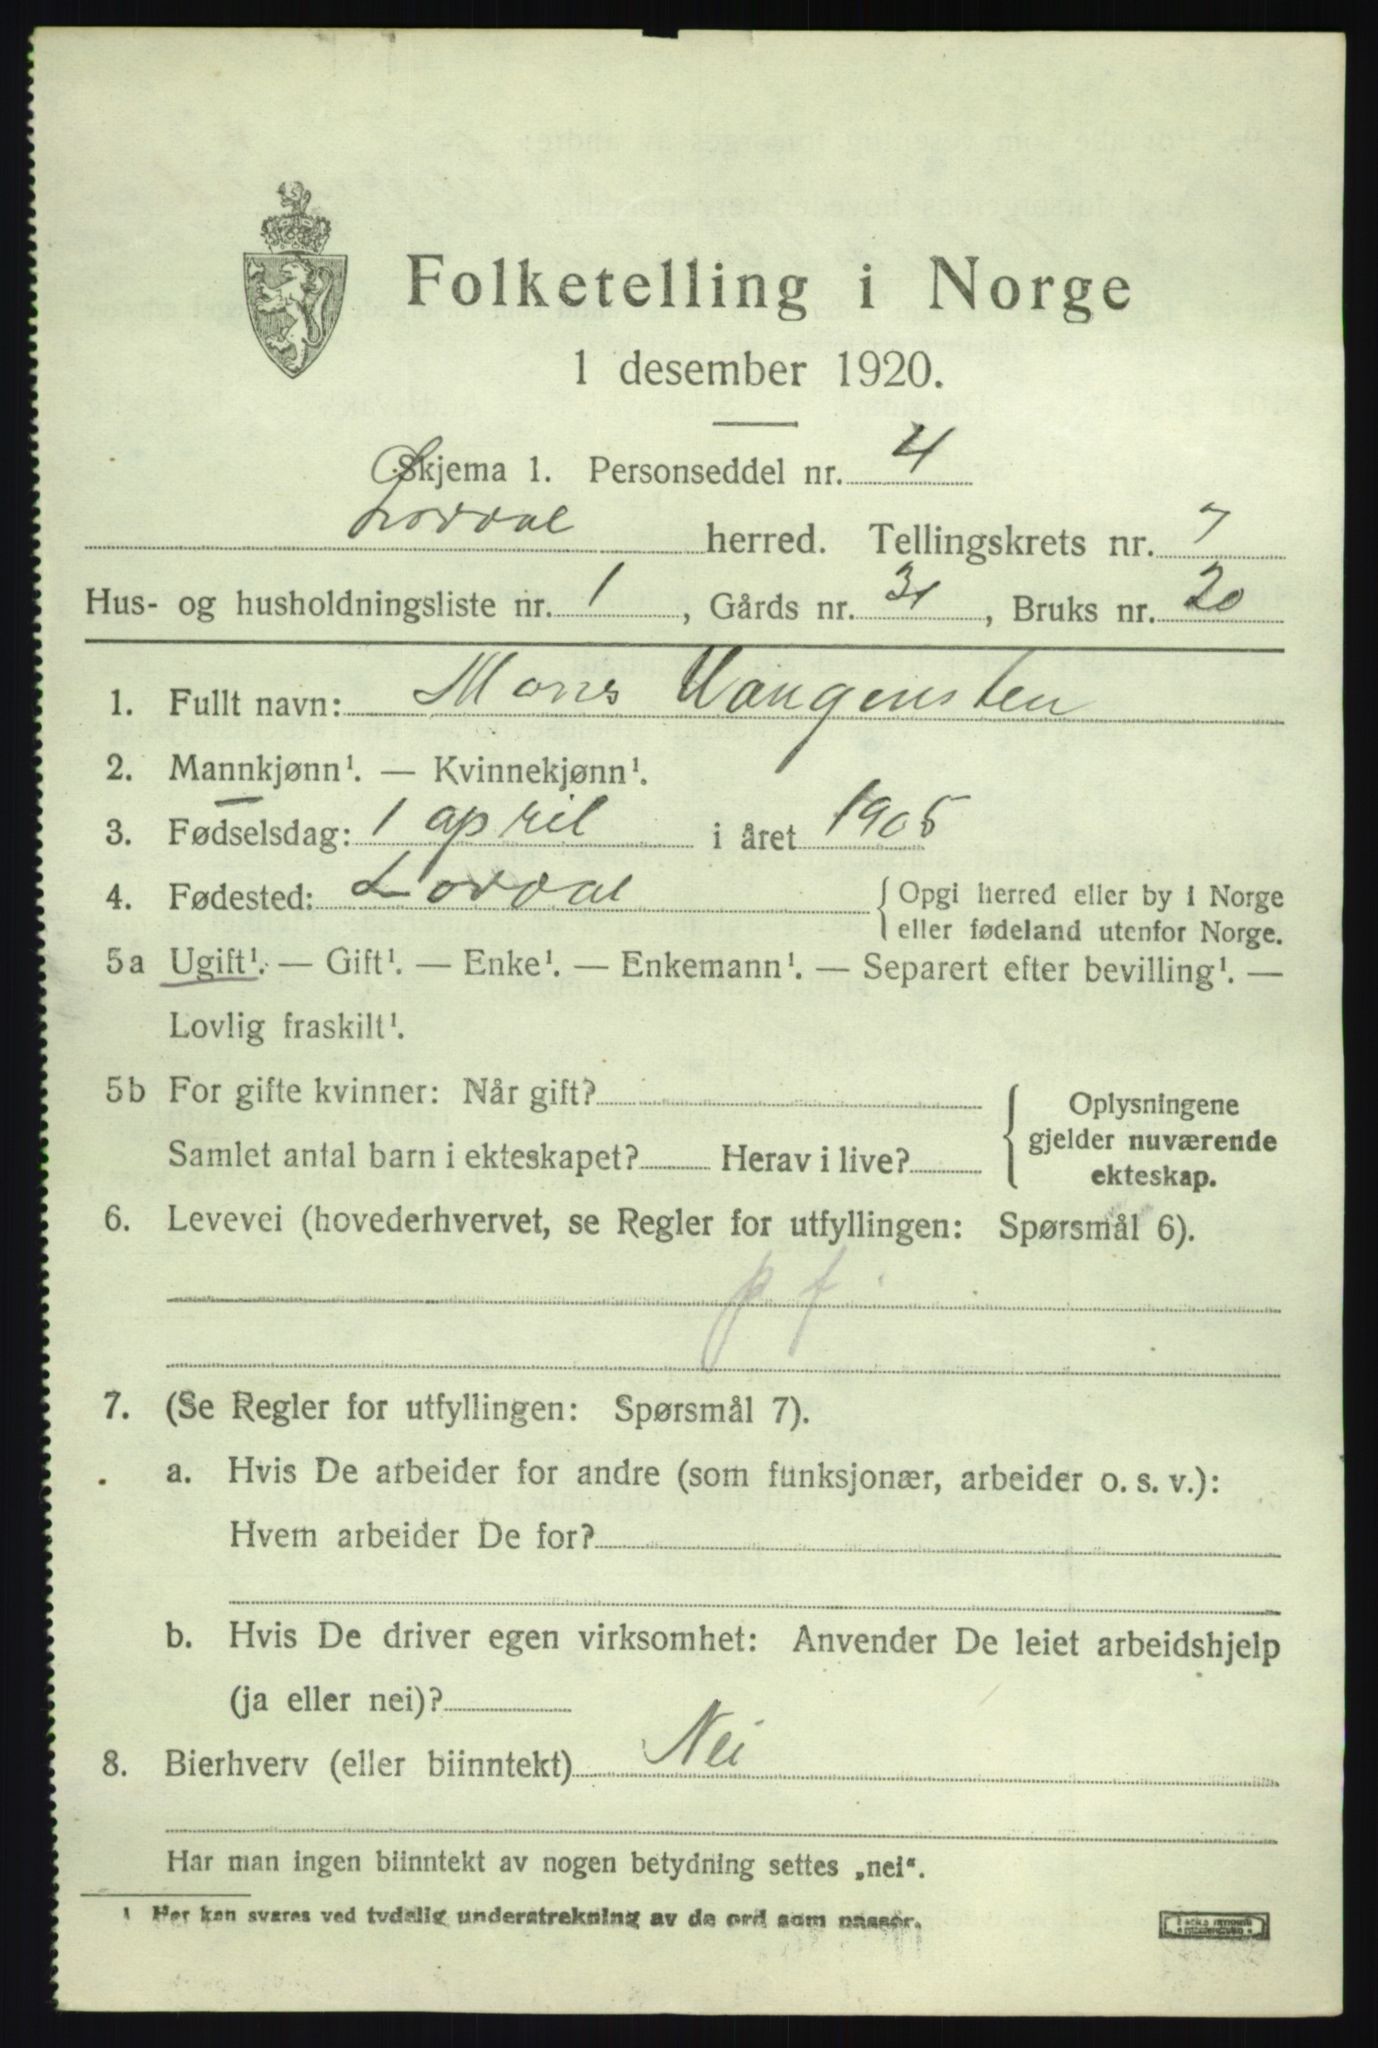 Folketelling i Norge
1 desember 1920.
Skjema 1. Personseddel nr. 4
Lørdal herred. Tellingskrets nr. 7
Hus- og husholdningsliste nr. 1, Gårds nr. 31, Bruks nr. 20
1. Fullt navn: Mons Vangensten
2. Mannkjønn¹. — Kvinnekjønn¹.
3. Fødselsdag: 1 april i året 1905
4. Fødested: { Opgi herred eller by i Norge
eller fødeland utenfor Norge.
5a Ugift¹. — Gift¹. — Enke¹. — Enkemann¹. — Separert efter bevilling¹. —
Lovlig fraskilt¹.
5b For gifte kvinner: Når gift? { Oplysningene
gjelder nuværende
Samlet antal barn i ekteskapet? Herav i live?
ekteskap.
6. Levevei (hovederhvervet, se Regler for utfyllingen: Spørsmål 6).
p f
7. (Se Regler for utfyllingen: Spørsmål 7).
a. Hvis De arbeider for andre (som funksjonær, arbeider o. s. v.):
Hvem arbeider De for?
b. Hvis De driver egen virksomhet: Anvender De leiet arbeidshjelp
(ja eller nei)?
8. Bierhverv (eller biinntekt) Nei
Har man ingen biinntekt av nogen betydning settes „nei“.
1 Her kan svares ved tydelig understrekning av de ord som passer.